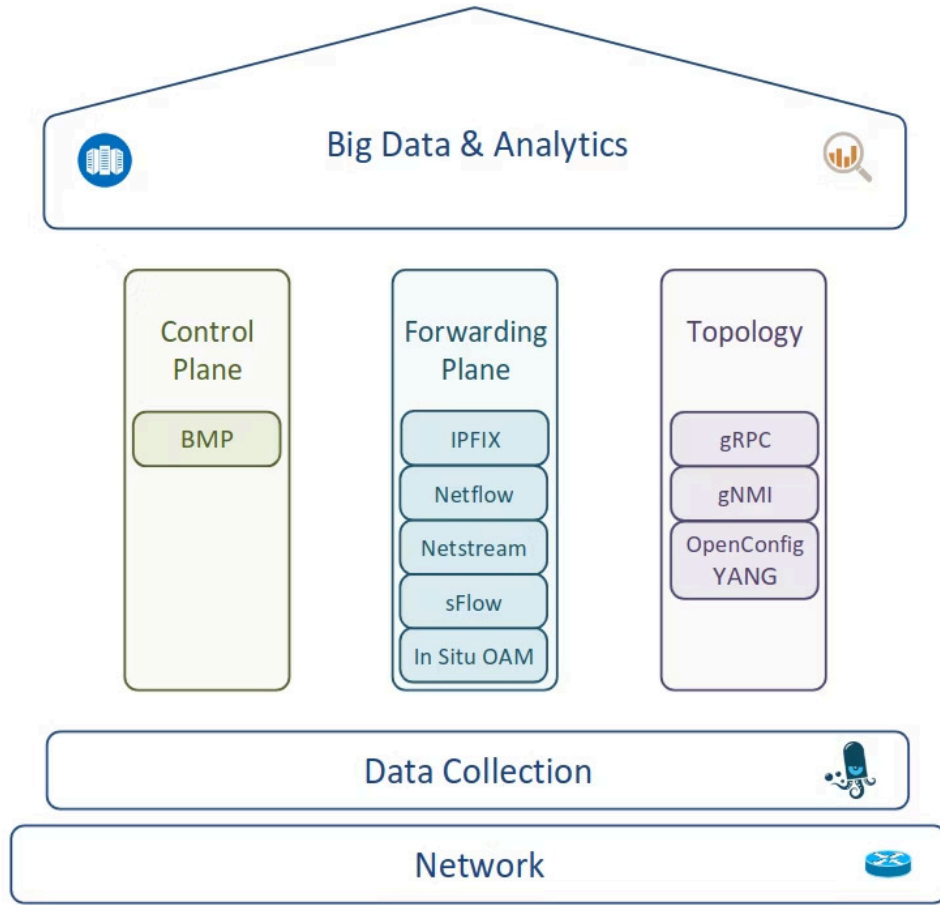 Big Data & Analytics
Control
Plane
BMP
Forwarding
Plane
IPFIX
Netflow
Netstream
sFlow
In Situ OAM
Topology
gRPC
gNMI
OpenConfig
YANG
Data Collection
Network